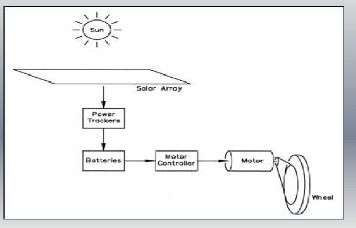 Sun
Solar Array
Power
Trackers
Batteries
Motor
Controller
Motor
Wheel